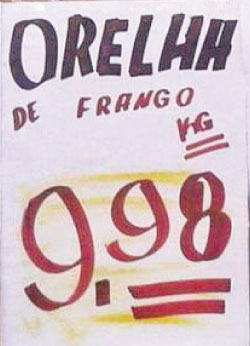 ORELHA
DE FRANGO
KG
9.98